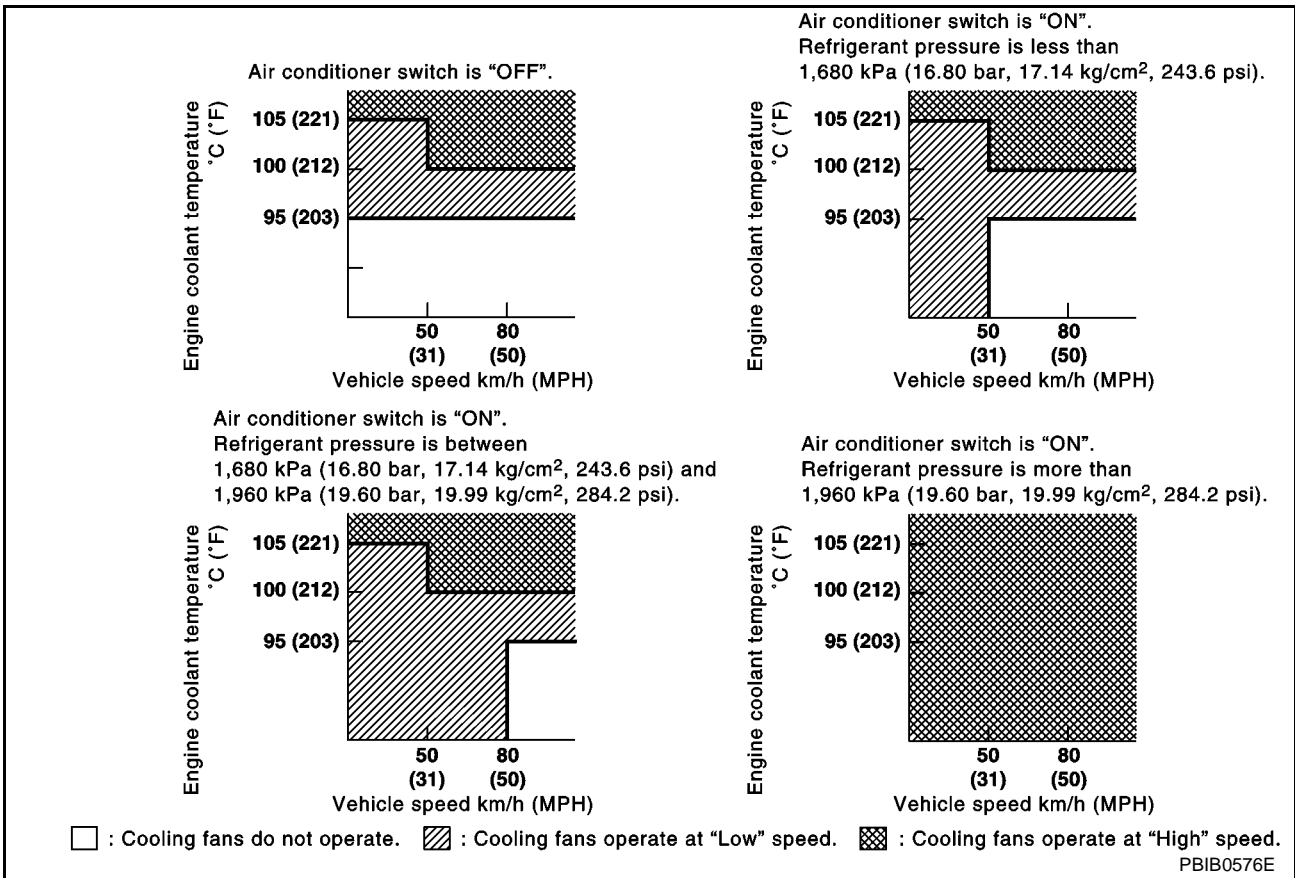 Air conditioner switch is “OFF”.
Engine coolant temperature
°C (°F)
105 (221)
100 (212)
95 (203)
50
(31)
80
(50)
Vehicle speed km/h (MPH)
Air conditioner switch is “ON”.
Refrigerant pressure is less than
1,680 kPa (16.80 bar, 17.14 kg/cm², 243.6 psi).
Engine coolant temperature
°C (°F)
105 (221)
100 (212)
95 (203)
50
(31)
80
(50)
Vehicle speed km/h (MPH)
Air conditioner switch is “ON”.
Refrigerant pressure is between
1,680 kPa (16.80 bar, 17.14 kg/cm², 243.6 psi) and
1,960 kPa (19.60 bar, 19.99 kg/cm², 284.2 psi).
Engine coolant temperature
°C (°F)
105 (221)
100 (212)
95 (203)
50
(31)
80
(50)
Vehicle speed km/h (MPH)
Air conditioner switch is “ON”.
Refrigerant pressure is more than
1,960 kPa (19.60 bar, 19.99 kg/cm², 284.2 psi).
Engine coolant temperature
°C (°F)
105 (221)
100 (212)
95 (203)
50
(31)
80
(50)
Vehicle speed km/h (MPH)
: Cooling fans do not operate.
: Cooling fans operate at “Low” speed.
: Cooling fans operate at “High” speed.
PBIB0576E